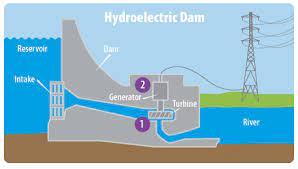 Hydroelectric Dam
Reservoir
Dam
Intake
2
Generator
Turbine
1
River